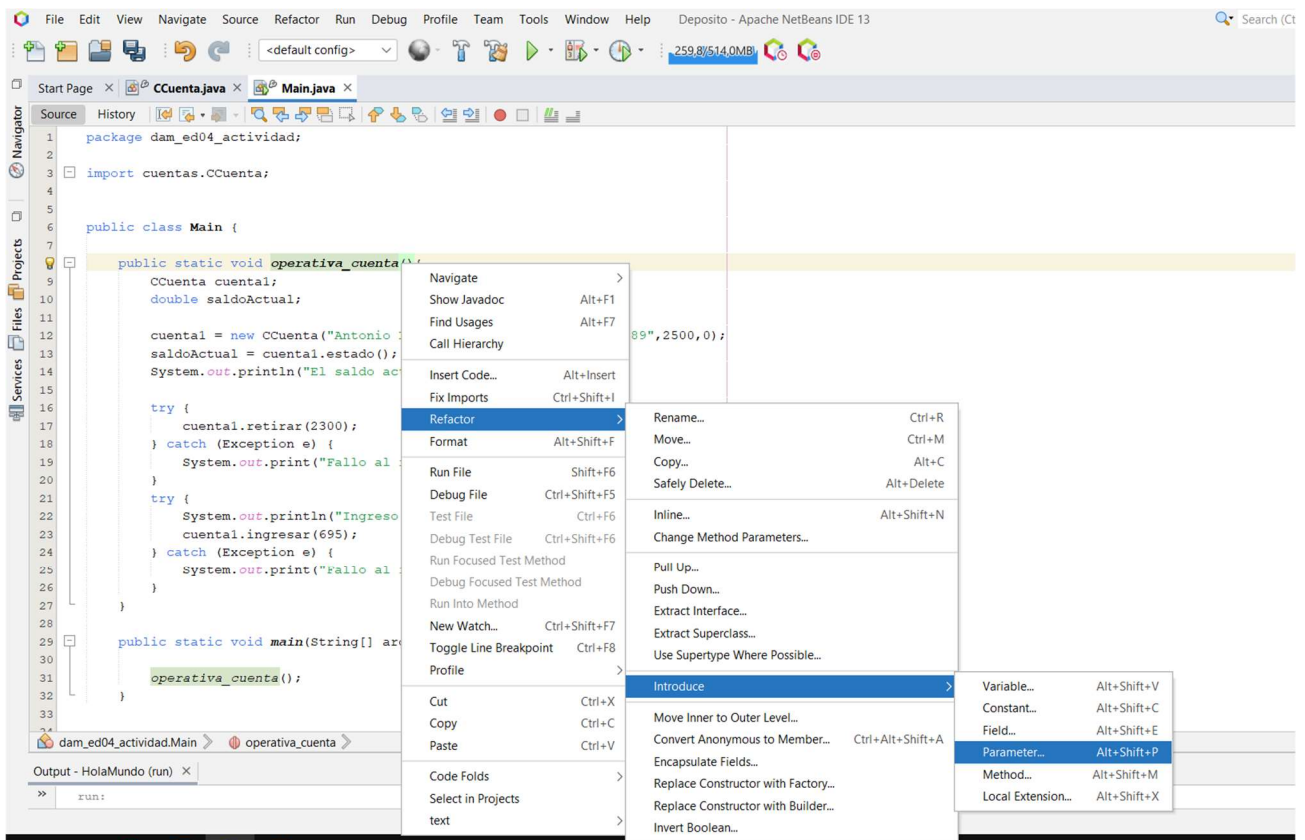 File Edit View Navigate Source Refactor Run Debug Profile Team Tools Window Help Deposito - Apache NetBeans IDE 13 Search (Ct
<default config> 259,8/514,0MB
Start Page CCuenta.java Main.java
Source History
Navigator
Projects
Files
Services
1 package dam_ed04_actividad;
2
3 import cuentas.CCuenta;
4
5
6 public class Main {
7
public static void operativa_cuenta(){
9 CCuenta cuenta1;
10 double saldoActual;
11
12 cuenta1 = new CCuenta("Antonio 89",2500,0);
13 saldoActual = cuenta1.estado();
14 System.out.println("El saldo ac
15
16 try {
17 cuenta1.retirar(2300);
18 } catch (Exception e) {
19 System.out.print("Fallo al
20 }
21 try {
22 System.out.println("Ingreso
23 cuenta1.ingresar(695);
24 } catch (Exception e) {
25 System.out.print("Fallo al
26 }
27 }
28
29 public static void main(String[] ar
30
31 operativa_cuenta();
32 }
33
34
dam_ed04_actividad.Main operativa_cuenta
Output - HolaMundo (run)
run:
Navigate
Show Javadoc Alt+F1
Find Usages Alt+F7
Call Hierarchy
Insert Code... Alt+Insert
Fix Imports Ctrl+Shift+I
Refactor
Format Alt+Shift+F
Run File Shift+F6
Debug File Ctrl+Shift+F5
Test File Ctrl+F6
Debug Test File Ctrl+Shift+F6
Run Focused Test Method
Debug Focused Test Method
Run Into Method
New Watch... Ctrl+Shift+F7
Toggle Line Breakpoint Ctrl+F8
Profile
Cut Ctrl+X
Copy Ctrl+C
Paste Ctrl+V
Code Folds
Select in Projects
text
Rename... Ctrl+R
Move... Ctrl+M
Copy... Alt+C
Safely Delete... Alt+Delete
Inline... Alt+Shift+N
Change Method Parameters...
Pull Up...
Push Down...
Extract Interface...
Extract Superclass...
Use Supertype Where Possible...
Introduce
Move Inner to Outer Level...
Convert Anonymous to Member... Ctrl+Alt+Shift+A
Encapsulate Fields...
Replace Constructor with Factory...
Replace Constructor with Builder...
Invert Boolean...
Variable... Alt+Shift+V
Constant... Alt+Shift+C
Field... Alt+Shift+E
Parameter... Alt+Shift+P
Method... Alt+Shift+M
Local Extension... Alt+Shift+X